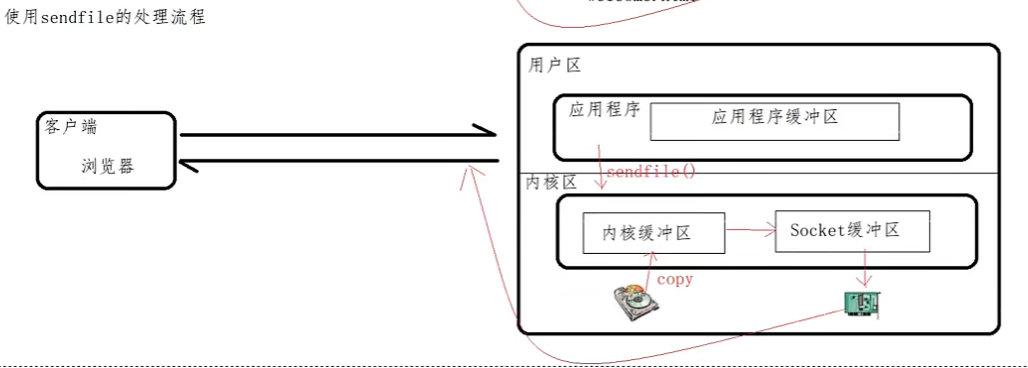 使用sendfile的处理流程
用户区
应用程序
应用程序缓冲区
客户端
浏览器
sendfile()
内核区
内核缓冲区
Socket缓冲区
copy